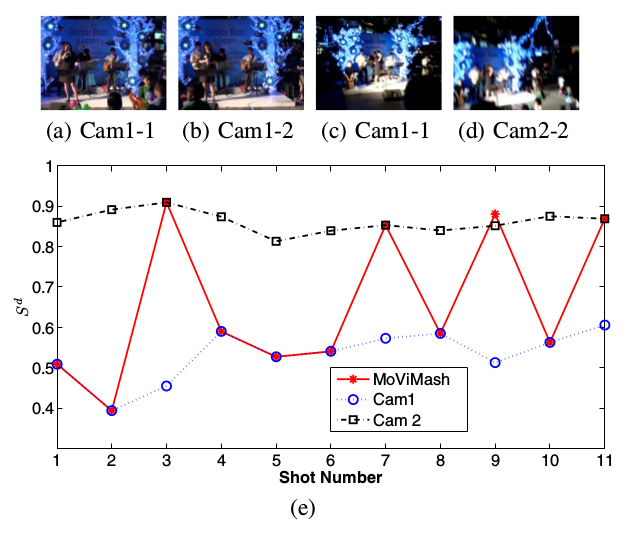 (a) Cam1-1 (b) Cam1-2 (c) Cam1-1 (d) Cam2-2
1
0.9
0.8
0.7
0.6
0.5
0.4
S^d
1 2 3 4 5 6 7 8 9 10 11
MoViMash
Cam1
Cam 2
Shot Number
(e)